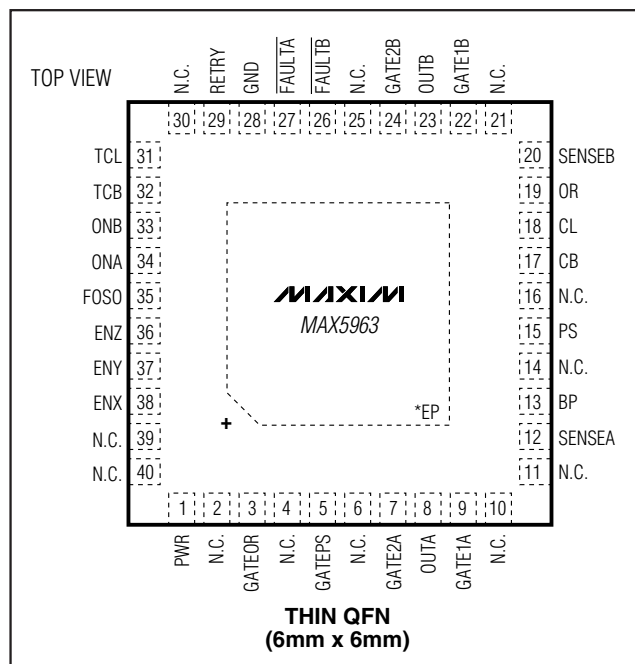 TOP VIEW
N.C.
RETRY
GND
FAULTA
FAULTB
N.C.
GATE2B
OUTB
GATE1B
N.C.
30 29 28 27 26 25 24 23 22 21
TCL 31
TCB 32
ONB 33
ONA 34
FOSO 35
ENZ 36
ENY 37
ENX 38
N.C. 39
N.C. 40
MAXIM
MAX5963
*EP
+
20 SENSEB
19 OR
18 CL
17 CB
16 N.C.
15 PS
14 N.C.
13 BP
12 SENSEA
11 N.C.
1 2 3 4 5 6 7 8 9 10
PWR
N.C.
GATEOR
N.C.
GATEPS
N.C.
GATE2A
OUTA
GATE1A
N.C.
THIN QFN
(6mm x 6mm)